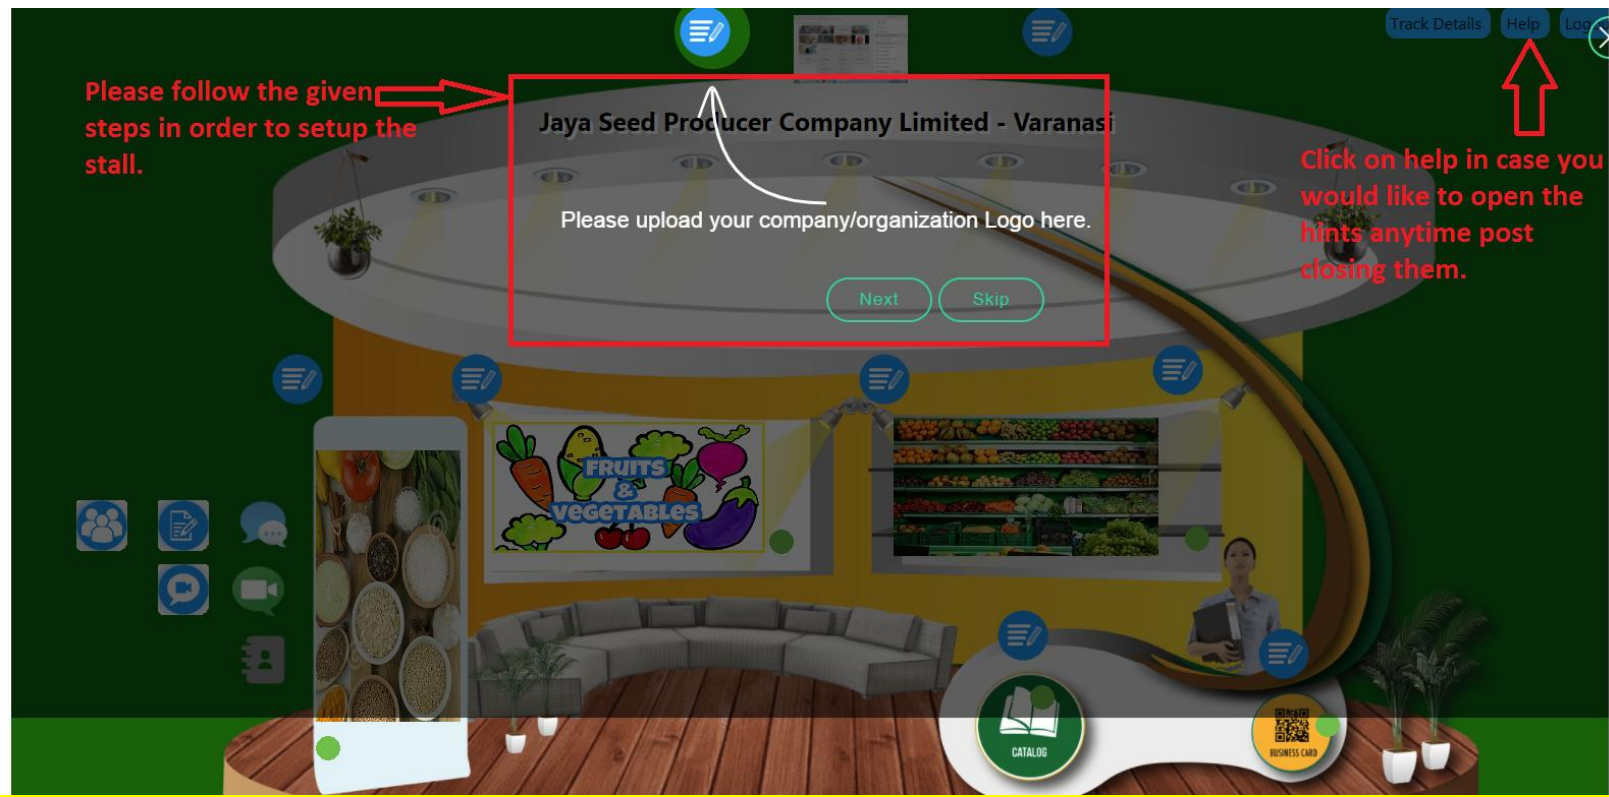 Track Details
Help
Log
Please follow the given
steps in order to setup the
stall.
Jaya Seed Producer Company Limited - Varanasi
Click on help in case you
would like to open the
hints anytime post
closing them.
Please upload your company/organization Logo here.
Next
Skip
FRUITS
&
VEGETABLES
CATALOG
BUSINESS CARD